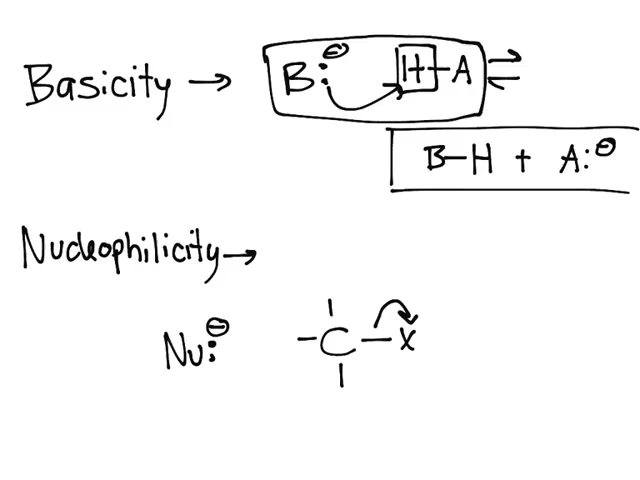 Basicity → B:⊖ H–A ⇌
B–H + A:⊖
Nucleophilicity →
Nu:⊖ –C–X